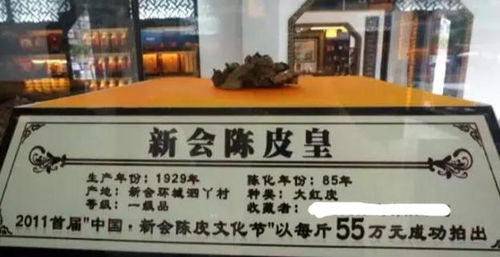 新会陈皮皇
生产年份：1929年 陈化年份：85年
产地：新会环城泗丫村 种类：大红皮
等级：一级品 收藏者：
2011首届"中国·新会陈皮文化节"以每斤55万元成功拍出